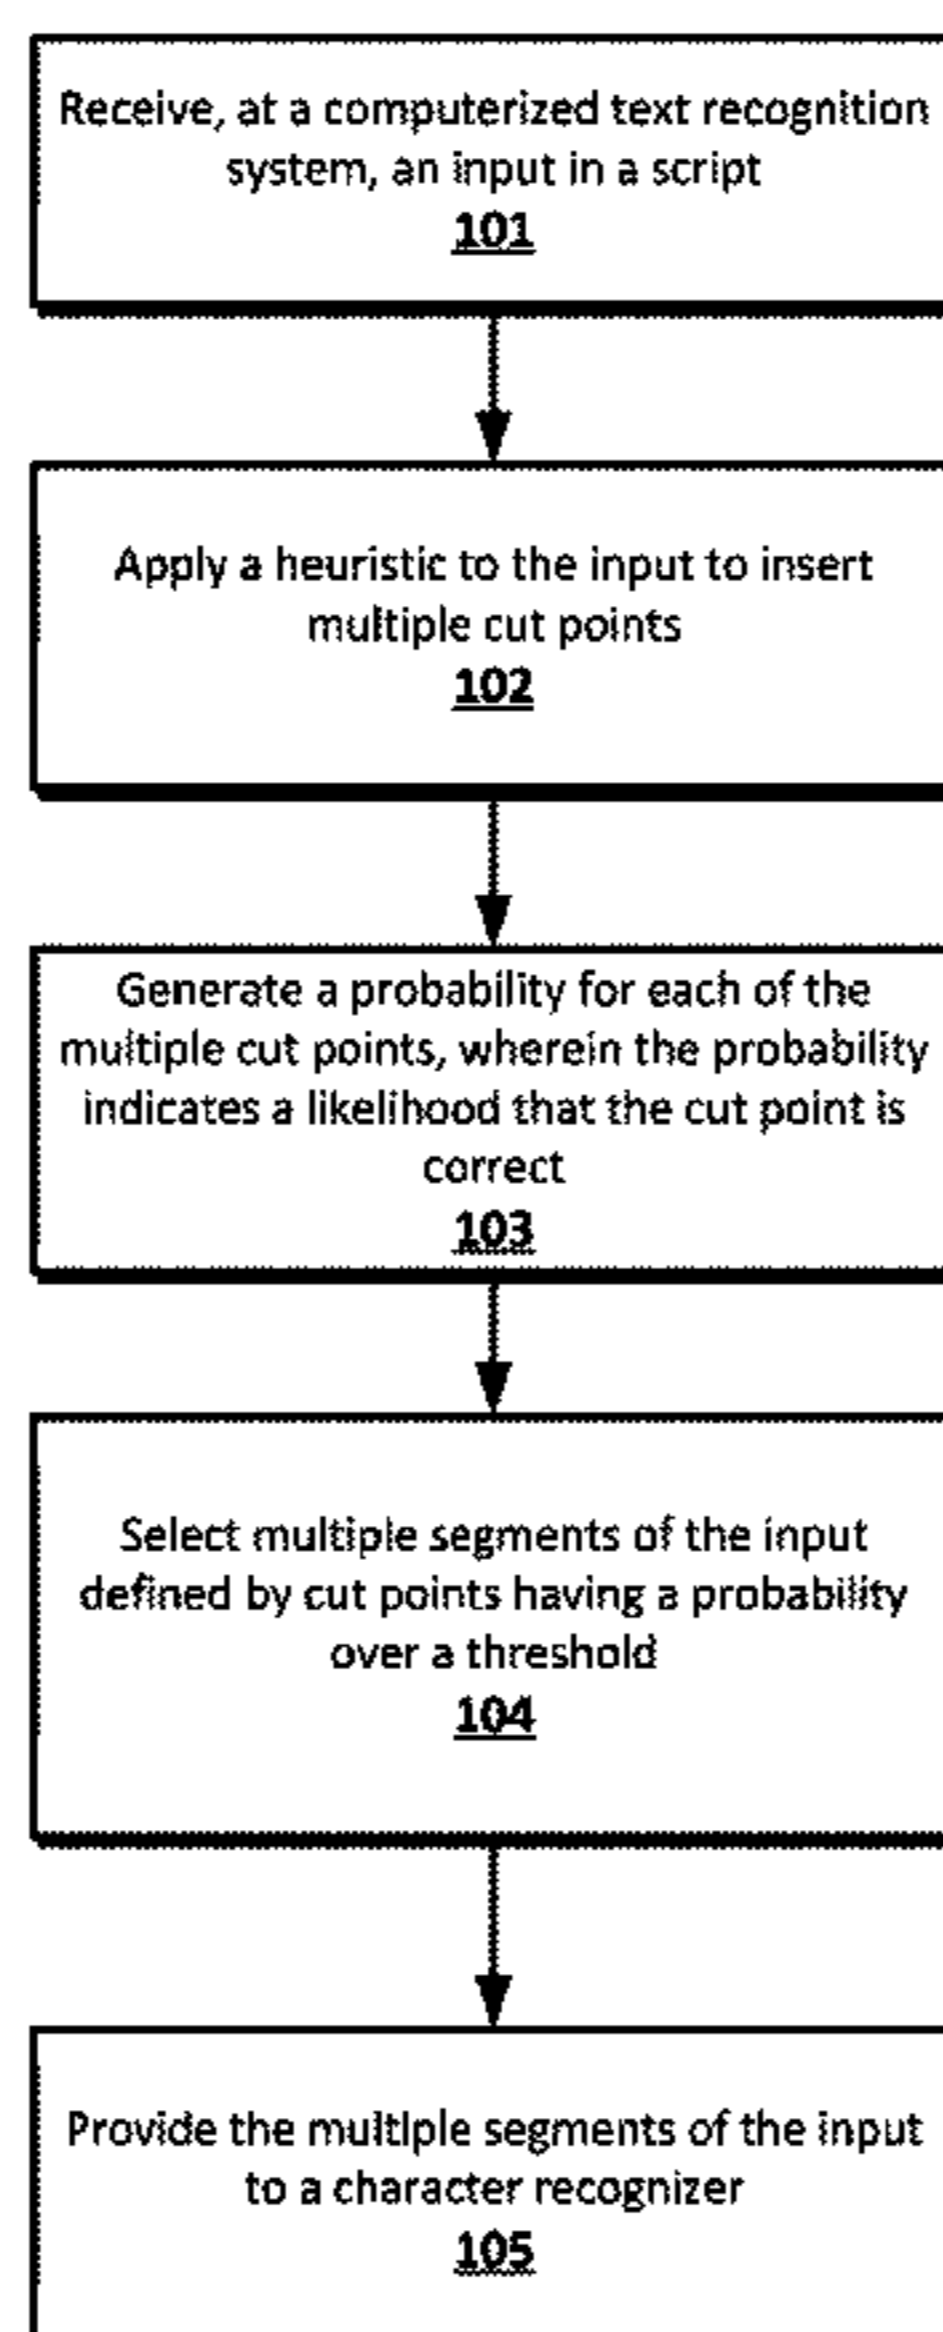 Receive, at a computerized text recognition
system, an input in a script
101
Apply a heuristic to the input to insert
multiple cut points
102
Generate a probability for each of the
multiple cut points, wherein the probability
indicates a likelihood that the cut point is
correct
103
Select multiple segments of the input
defined by cut points having a probability
over a threshold
104
Provide the multiple segments of the input
to a character recognizer
105